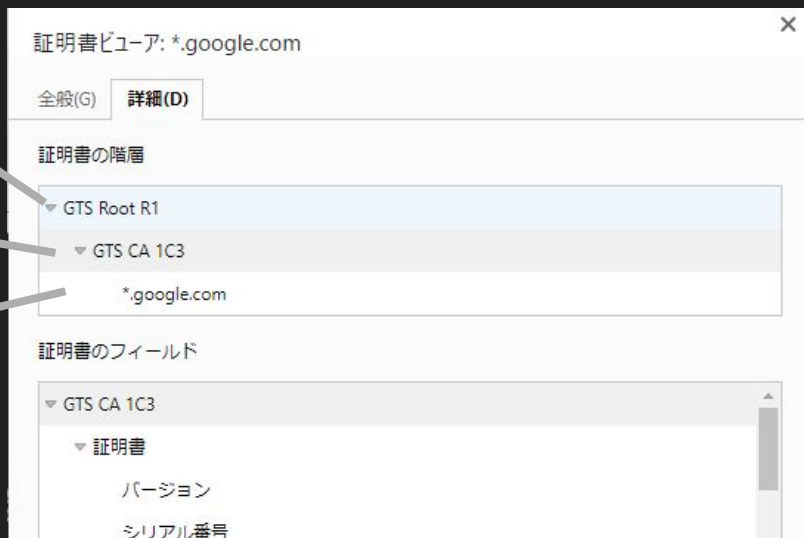 証明書ビューア: *.google.com
全般(G) 詳細(D)
証明書の階層
GTS Root R1
GTS CA 1C3
*.google.com
証明書のフィールド
GTS CA 1C3
証明書
バージョン
シリアル番号